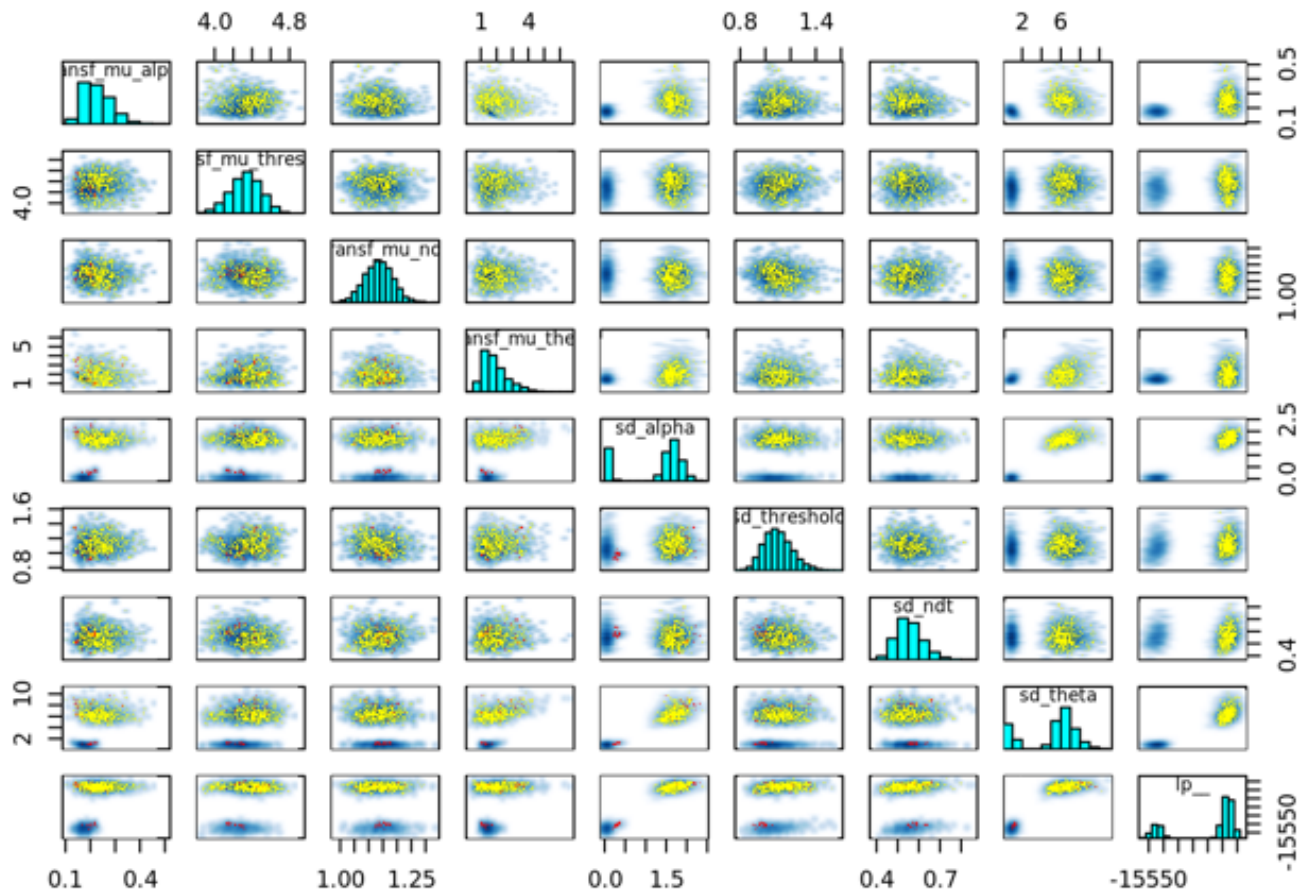 4.0 4.8 1 4 0.8 1.4 2 6
ansf_mu_alp 0.1 0.5
4.0 sf_mu_thres
ansf_mu_nd 1.00
1 5 ansf_mu_the
sd_alpha 0.0 2.5
0.8 1.6 sd_threshold
sd_ndt 0.4
2 10 sd_theta
lp__ -15550
0.1 0.4 1.00 1.25 0.0 1.5 0.4 0.7 -15550